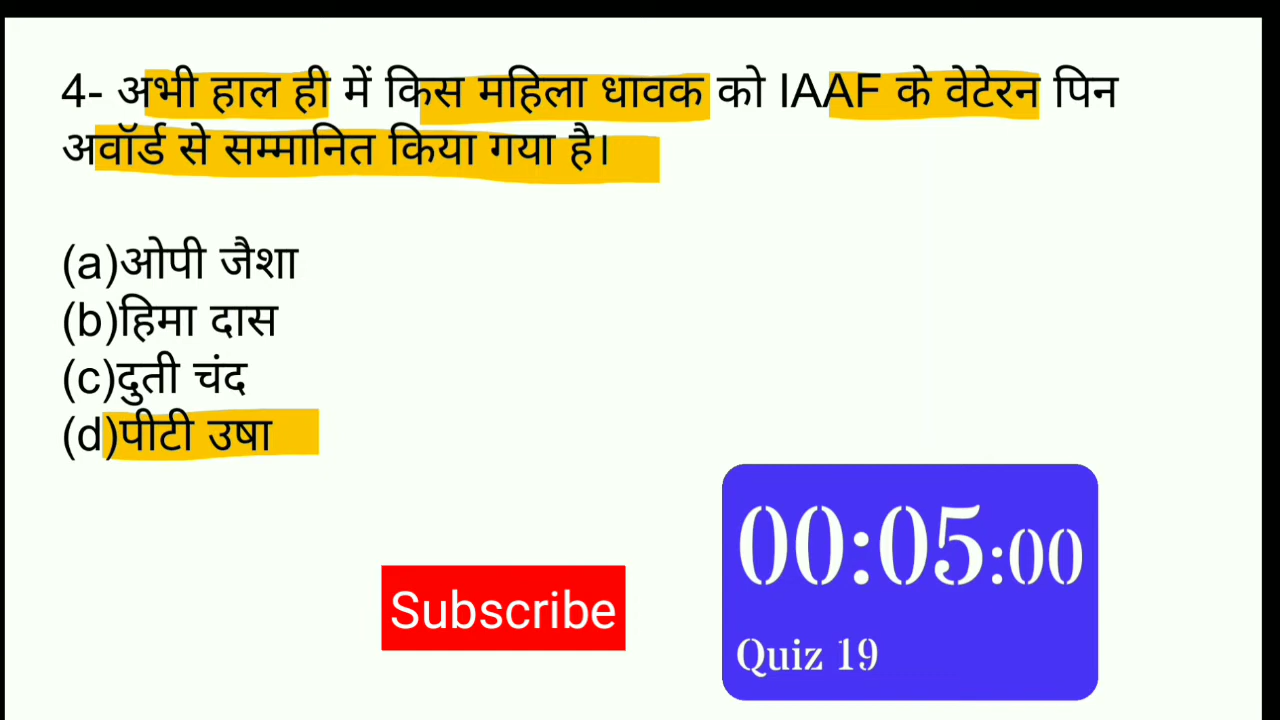 4- अभी हाल ही में किस महिला धावक को IAAF के वेटेरन पिन
अवॉर्ड से सम्मानित किया गया है।
(a)ओपी जैशा
(b)हिमा दास
(c)दुती चंद
(d)पीटी उषा
00:05:00
Subscribe
Quiz 19